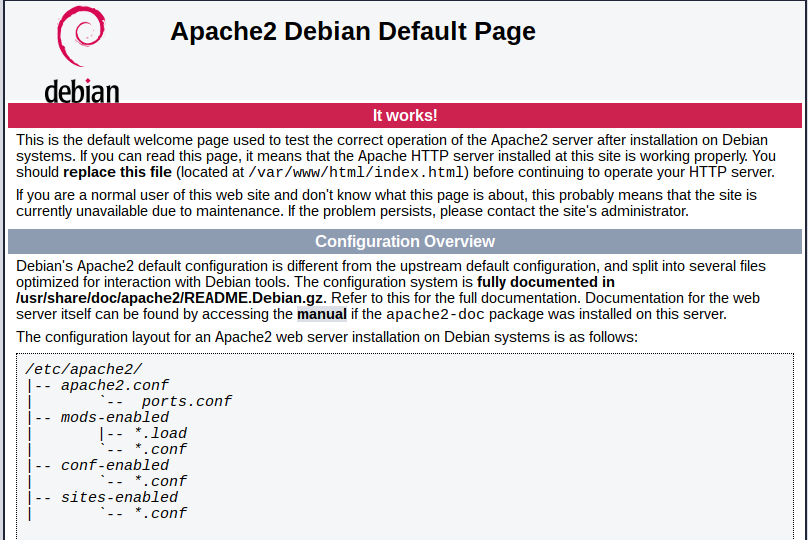 Apache2 Debian Default Page
debian
It works!
This is the default welcome page used to test the correct operation of the Apache2 server after installation on Debian
systems. If you can read this page, it means that the Apache HTTP server installed at this site is working properly. You
should replace this file (located at /var/www/html/index.html) before continuing to operate your HTTP server.
If you are a normal user of this web site and don't know what this page is about, this probably means that the site is
currently unavailable due to maintenance. If the problem persists, please contact the site's administrator.
Configuration Overview
Debian's Apache2 default configuration is different from the upstream default configuration, and split into several files
optimized for interaction with Debian tools. The configuration system is fully documented in
/usr/share/doc/apache2/README.Debian.gz. Refer to this for the full documentation. Documentation for the web
server itself can be found by accessing the manual if the apache2-doc package was installed on this server.
The configuration layout for an Apache2 web server installation on Debian systems is as follows:
/etc/apache2/
|-- apache2.conf
|       `--  ports.conf
|-- mods-enabled
|       |-- *.load
|       `-- *.conf
|-- conf-enabled
|       `-- *.conf
|-- sites-enabled
|       `-- *.conf